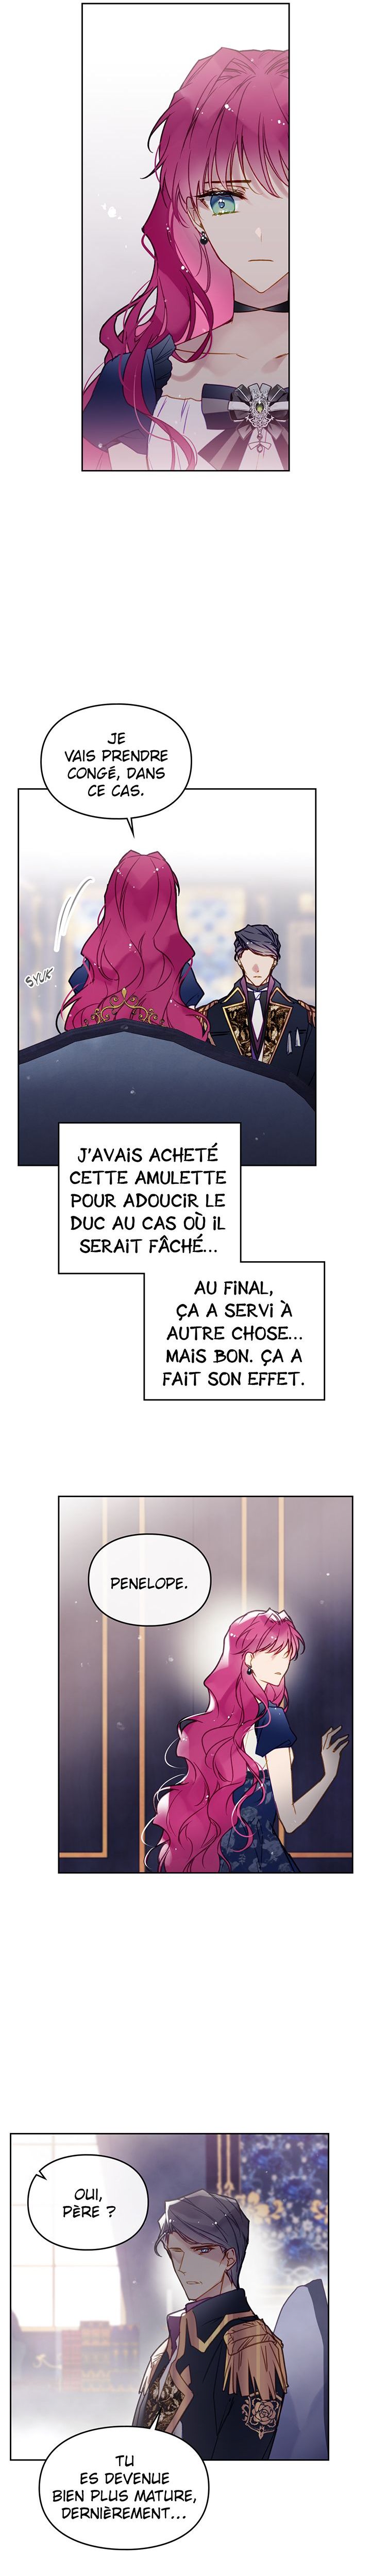 JE
VAIS PRENDRE
CONGÉ, DANS
CE CAS.
SYUK
J'AVAIS ACHETÉ
CETTE AMULETTE
POUR ADOUCIR LE
DUC AU CAS OÙ IL
SERAIT FÂCHÉ...
AU FINAL,
ÇA A SERVI À
AUTRE CHOSE...
MAIS BON. ÇA A
FAIT SON EFFET.
PENELOPE.
OUI,
PÈRE ?
TU
ES DEVENUE
BIEN PLUS MATURE,
DERNIÈREMENT...